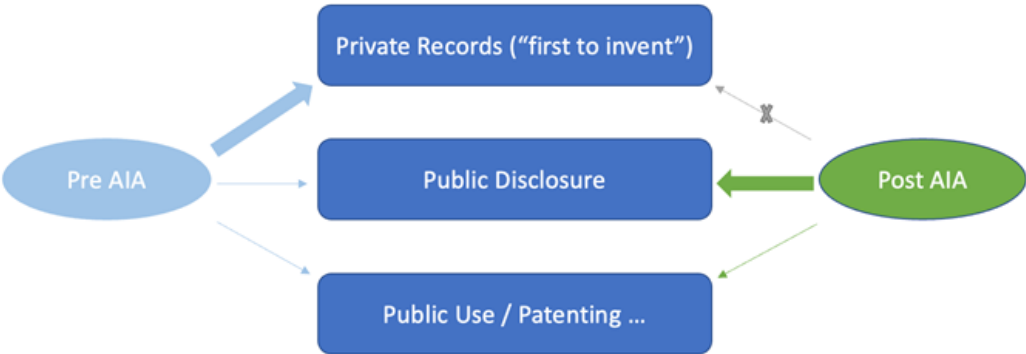 Private Records (“first to invent”)
Pre AIA
Public Disclosure
Post AIA
Public Use / Patenting ...